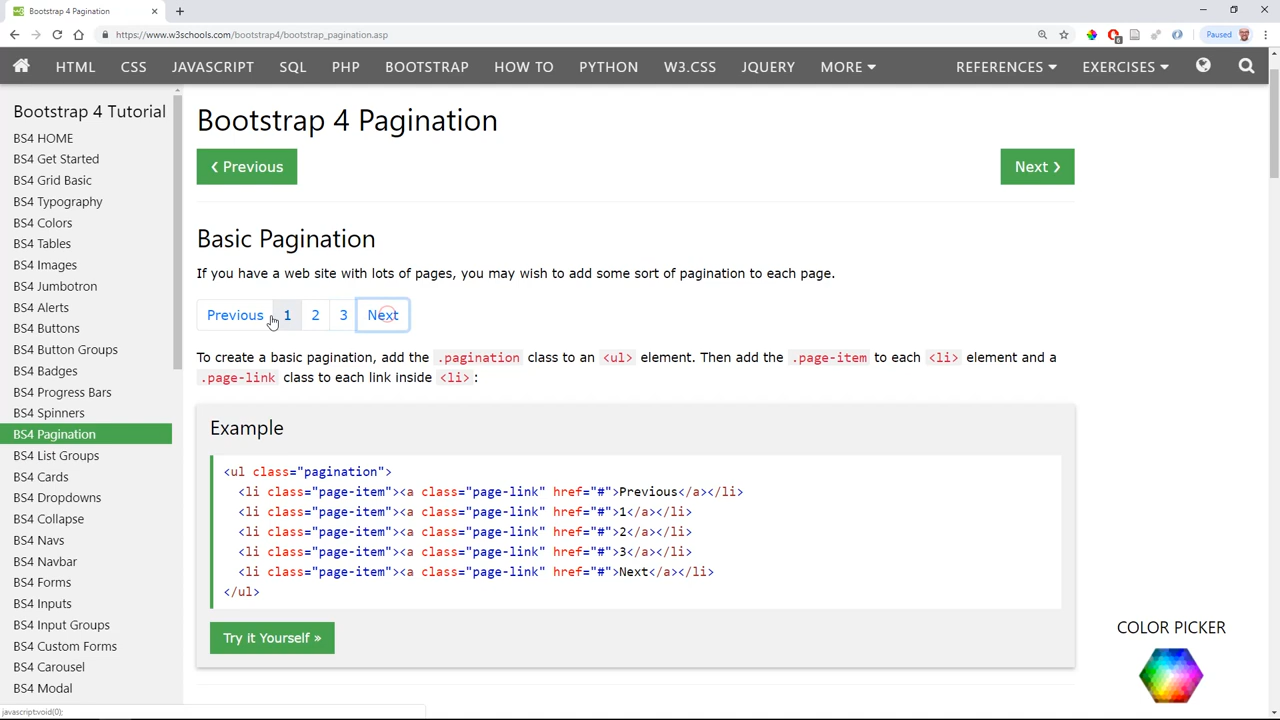 Bootstrap 4 Pagination
https://www.w3schools.com/bootstrap4/bootstrap_pagination.asp
Paused
HTML CSS JAVASCRIPT SQL PHP BOOTSTRAP HOW TO PYTHON W3.CSS JQUERY MORE REFERENCES EXERCISES
Bootstrap 4 Tutorial
BS4 HOME
BS4 Get Started
BS4 Grid Basic
BS4 Typography
BS4 Colors
BS4 Tables
BS4 Images
BS4 Jumbotron
BS4 Alerts
BS4 Buttons
BS4 Button Groups
BS4 Badges
BS4 Progress Bars
BS4 Spinners
BS4 Pagination
BS4 List Groups
BS4 Cards
BS4 Dropdowns
BS4 Collapse
BS4 Navs
BS4 Navbar
BS4 Forms
BS4 Inputs
BS4 Input Groups
BS4 Custom Forms
BS4 Carousel
BS4 Modal
Bootstrap 4 Pagination
❮ Previous
Next ❯
Basic Pagination
If you have a web site with lots of pages, you may wish to add some sort of pagination to each page.
Previous 1 2 3 Next
To create a basic pagination, add the .pagination class to an <ul> element. Then add the .page-item to each <li> element and a
.page-link class to each link inside <li>:
Example
<ul class="pagination">
<li class="page-item"><a class="page-link" href="#">Previous</a></li>
<li class="page-item"><a class="page-link" href="#">1</a></li>
<li class="page-item"><a class="page-link" href="#">2</a></li>
<li class="page-item"><a class="page-link" href="#">3</a></li>
<li class="page-item"><a class="page-link" href="#">Next</a></li>
</ul>
Try it Yourself »
COLOR PICKER
javascript:void(0);